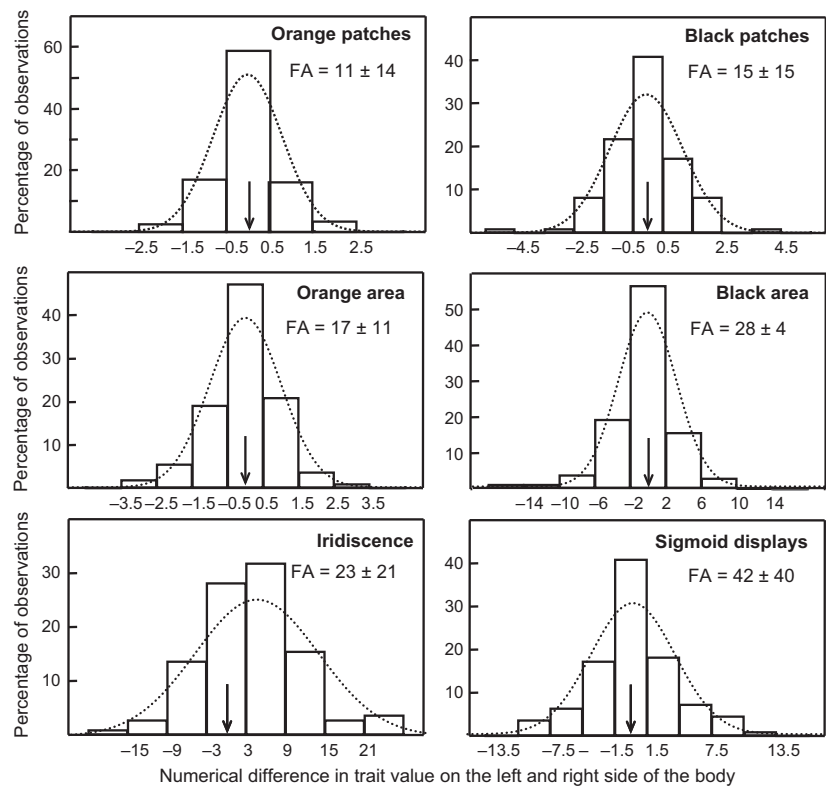 Percentage of observations
60
40
20
Orange patches
FA = 11 ± 14
–2.5 –1.5 –0.5 0.5 1.5 2.5
40
30
20
10
Black patches
FA = 15 ± 15
–4.5 –2.5 –0.5 0.5 2.5 4.5
Percentage of observations
40
30
20
10
Orange area
FA = 17 ± 11
–3.5 –2.5 –1.5 –0.5 0.5 1.5 2.5 3.5
50
40
30
20
10
Black area
FA = 28 ± 4
–14 –10 –6 –2 2 6 10 14
Percentage of observations
30
20
10
Iridiscence
FA = 23 ± 21
–15 –9 –3 3 9 15 21
40
30
20
10
Sigmoid displays
FA = 42 ± 40
–13.5 –7.5 – –1.5 1.5 7.5 13.5
Numerical difference in trait value on the left and right side of the body